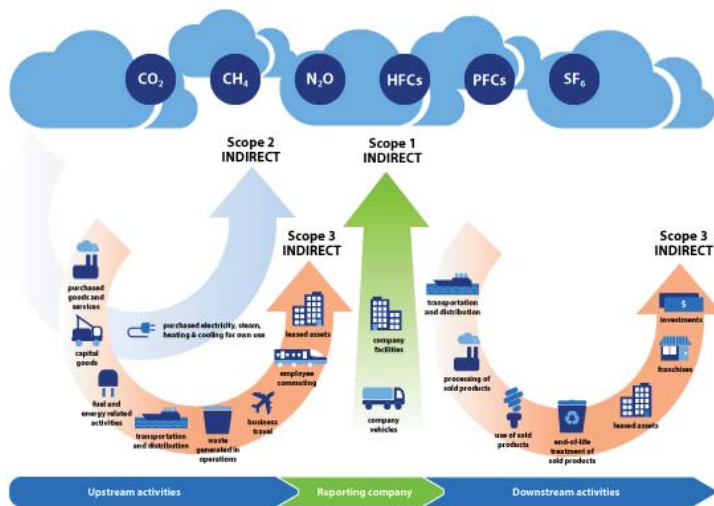 CO₂
CH₄
N₂O
HFCs
PFCs
SF₆
Scope 2
INDIRECT
Scope 1
INDIRECT
Scope 3
INDIRECT
Scope 3
INDIRECT
purchased
goods and
services
capital
goods
fuel and
energy related
activities
transportation
and distribution
waste
generated in
operations
business
travel
employee
commuting
leased assets
purchased electricity, steam,
heating & cooling for own use
company
facilities
company
vehicles
transportation
and distribution
processing of
sold products
use of sold
products
end-of-life
treatment of
sold products
leased assets
franchises
$
investments
Upstream activities
Reporting company
Downstream activities